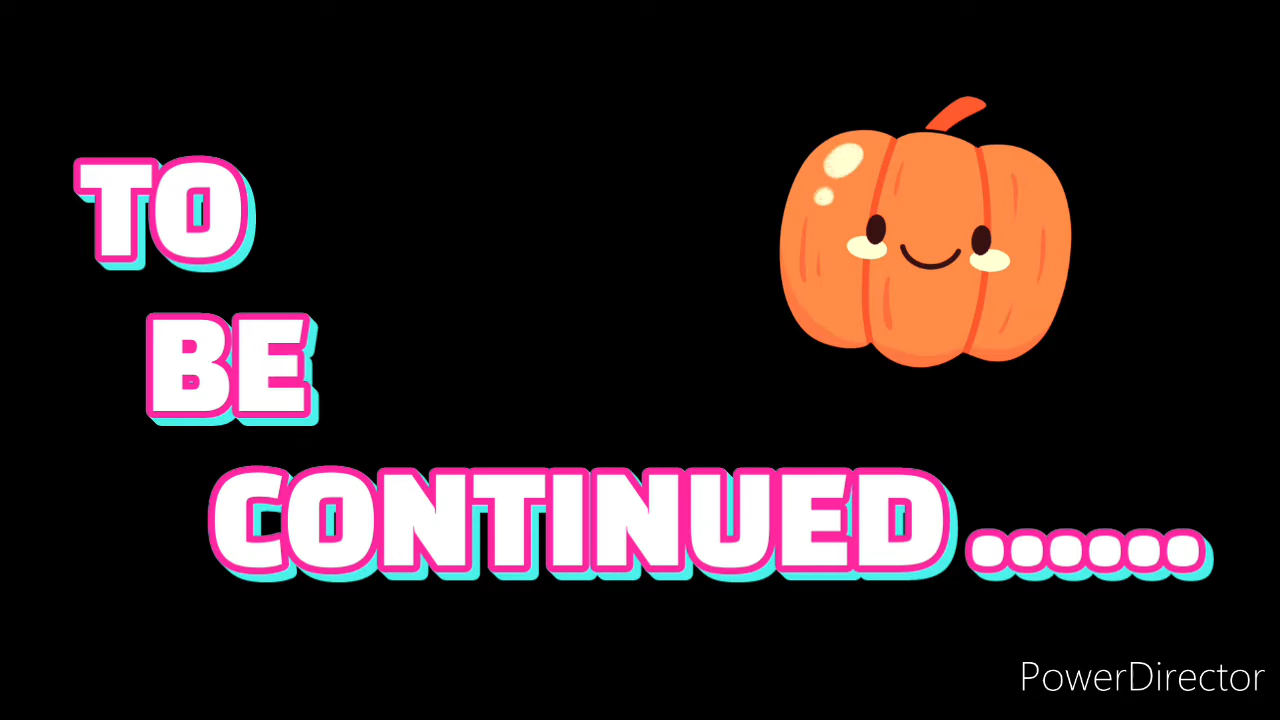 TO
BE
CONTINUED ......
PowerDirector